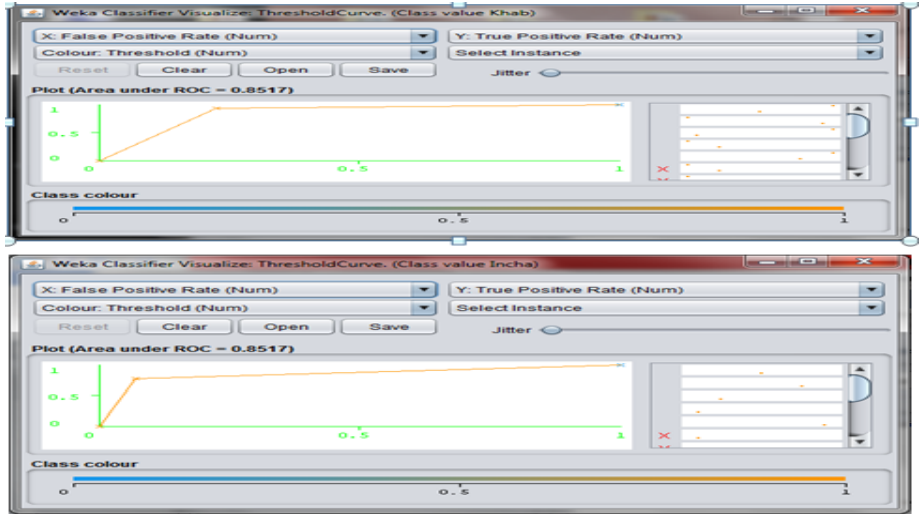 Weka Classifier Visualize: ThresholdCurve. (Class value Khab)
X: False Positive Rate (Num) Y: True Positive Rate (Num)
Colour: Threshold (Num) Select Instance
Reset Clear Open Save Jitter
Plot (Area under ROC = 0.8517)
1
0.5
0
0 0.5 1
X
X
Class colour
0 0.5 1
Weka Classifier Visualize: ThresholdCurve. (Class value Incha)
X: False Positive Rate (Num) Y: True Positive Rate (Num)
Colour: Threshold (Num) Select Instance
Reset Clear Open Save Jitter
Plot (Area under ROC = 0.8517)
1
0.5
0
0 0.5 1
X
Class colour
0 0.5 1